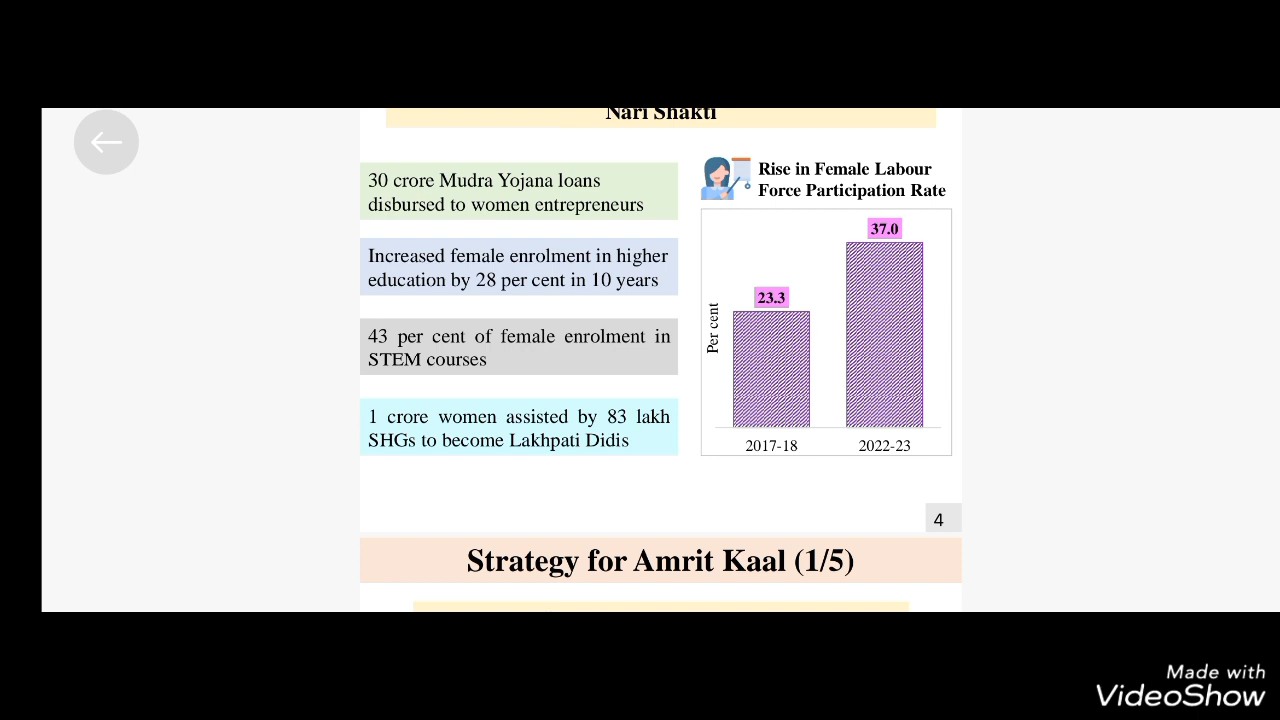 Nari Shakti
30 crore Mudra Yojana loans
disbursed to women entrepreneurs
Increased female enrolment in higher
education by 28 per cent in 10 years
43 per cent of female enrolment in
STEM courses
1 crore women assisted by 83 lakh
SHGs to become Lakhpati Didis
Rise in Female Labour
Force Participation Rate
37.0
23.3
Per cent
2017-18 2022-23
4
Strategy for Amrit Kaal (1/5)
Made with
VideoShow